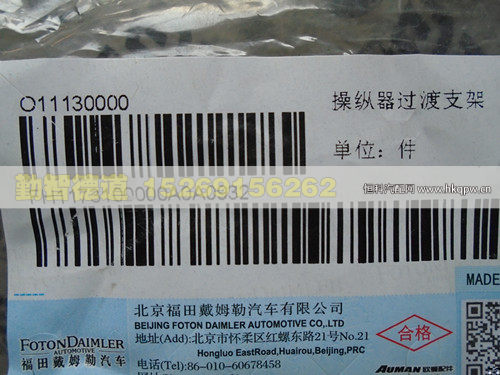 O11130000
操纵器过渡支架
单位：件
勤智德道 15269156262
恒科汽配网 www.hkqpw.cn
MADE
北京福田戴姆勒汽车有限公司
BEIJING FOTON DAIMLER AUTOMOTIVE CO.,LTD
地址(Add):北京市怀柔区红螺东路21号No.21
Hongluo EastRoad,Huairou,Beijing,PRC
电话(Tel):86-010-60678458
FOTONDAIMLER
AUTOMOTIVE
福田戴姆勒汽车
合格
AUMAN 欧曼配件